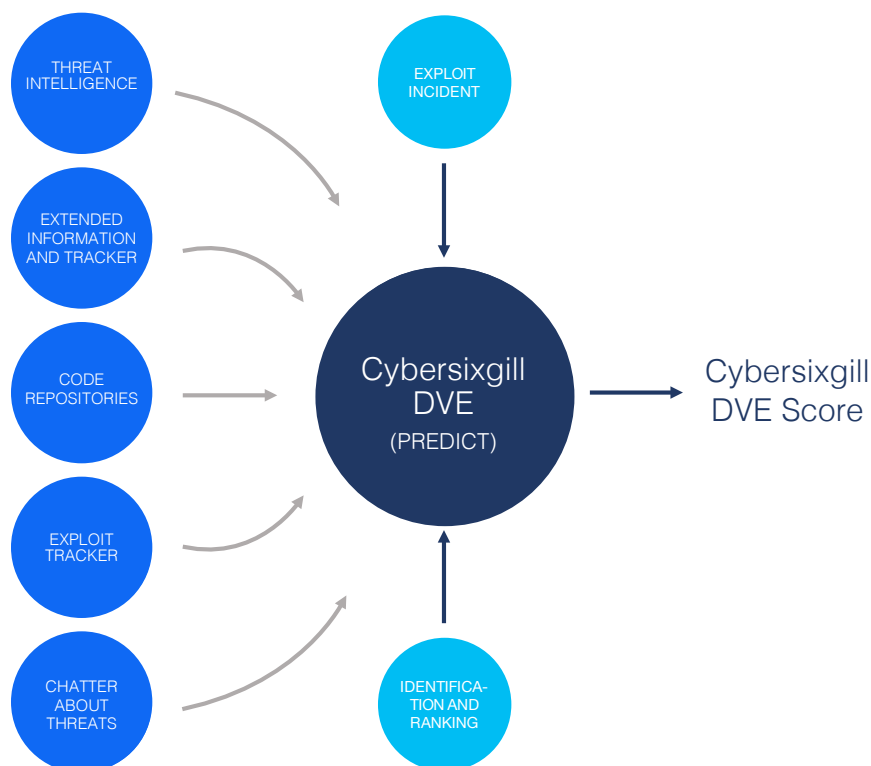 THREAT
INTELLIGENCE
EXTENDED
INFORMATION
AND TRACKER
CODE
REPOSITORIES
EXPLOIT
TRACKER
CHATTER
ABOUT
THREATS
EXPLOIT
INCIDENT
Cybersixgill
DVE
(PREDICT)
IDENTIFICA-
TION AND
RANKING
Cybersixgill
DVE Score